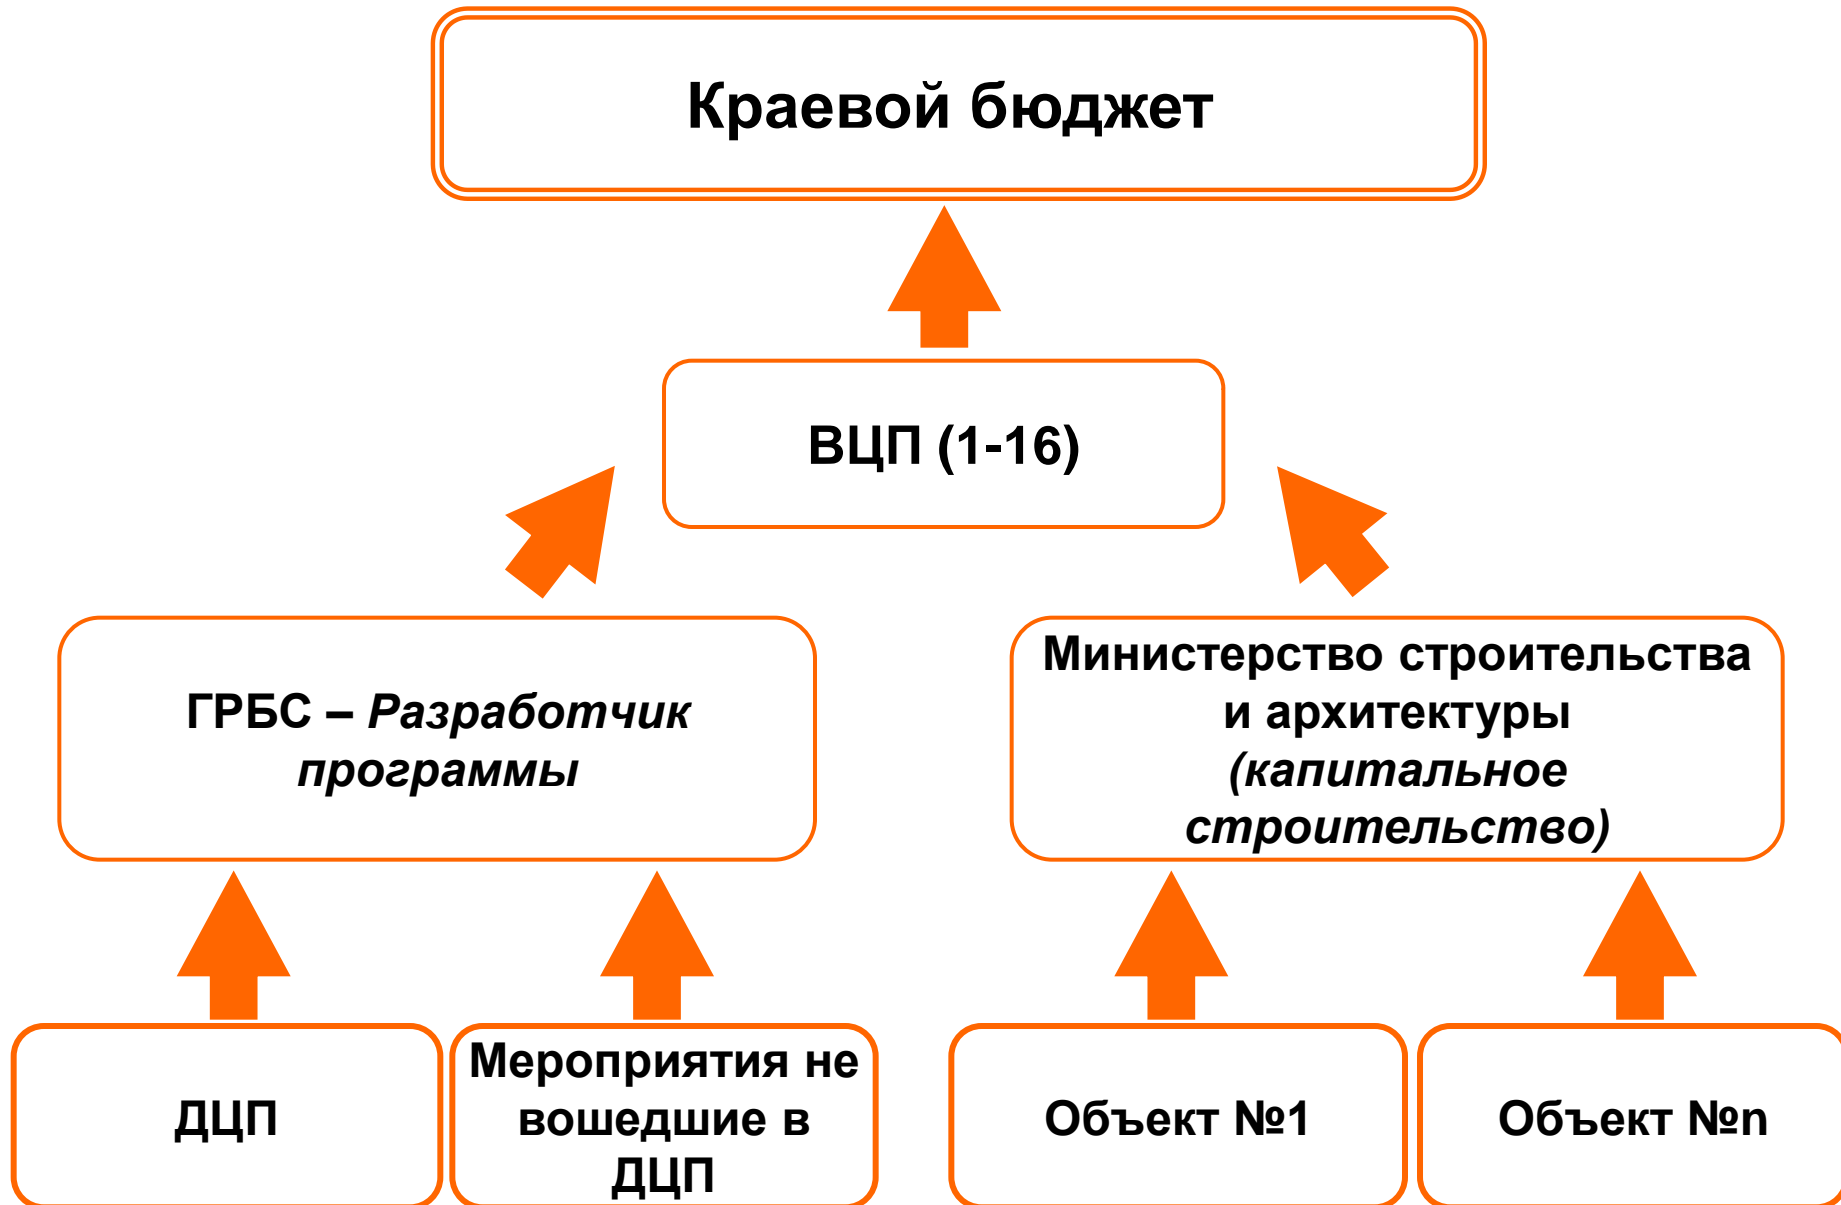 Краевой бюджет
ВЦП (1-16)
ГРБС – Разработчик
программы
Министерство строительства
и архитектуры
(капитальное
строительство)
ДЦП
Мероприятия не
вошедшие в
ДЦП
Объект №1
Объект №n